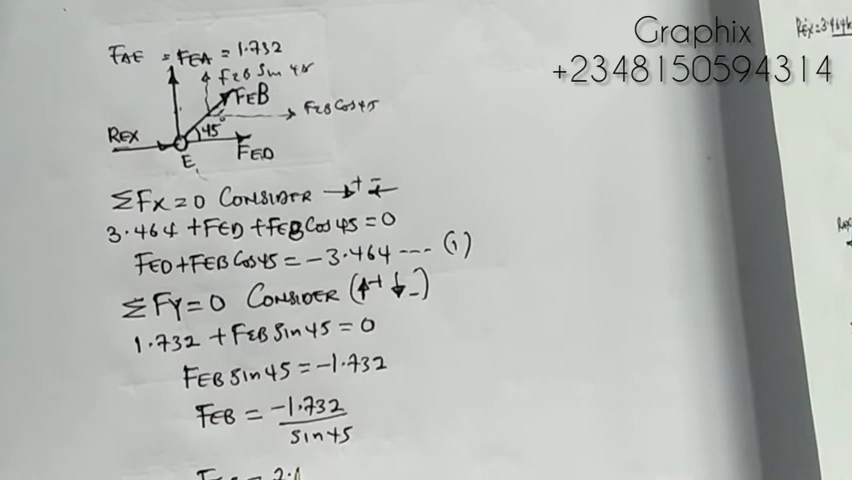 Graphix
+2348150594314
FAE = FEA = 1.732
FEB Sin 45
FEB
FEB Cos 45
REX
45°
E
FED
ΣFx = 0 CONSIDER →+ ←-
3.464 + FED + FEB Cos 45 = 0
FED + FEB Cos 45 = -3.464 ---- (1)
ΣFY = 0 CONSIDER (↑+ ↓-)
1.732 + FEB Sin 45 = 0
FEB Sin 45 = -1.732
FEB = -1.732
Sin 45